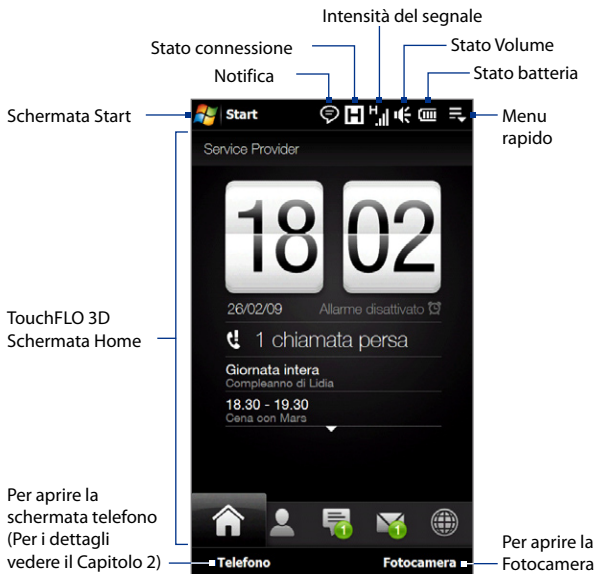 Intensità del segnale
Stato connessione
Stato Volume
Notifica
Stato batteria
Schermata Start
Start
H
H
Menu
rapido
Service Provider
18 02
26/02/09 Allarme disattivato
1 chiamata persa
TouchFLO 3D
Schermata Home
Giornata intera
Compleanno di Lidia
18.30 - 19.30
Cena con Mars
Per aprire la
schermata telefono
(Per i dettagli
vedere il Capitolo 2)
1 1
Telefono Fotocamera
Per aprire la
Fotocamera